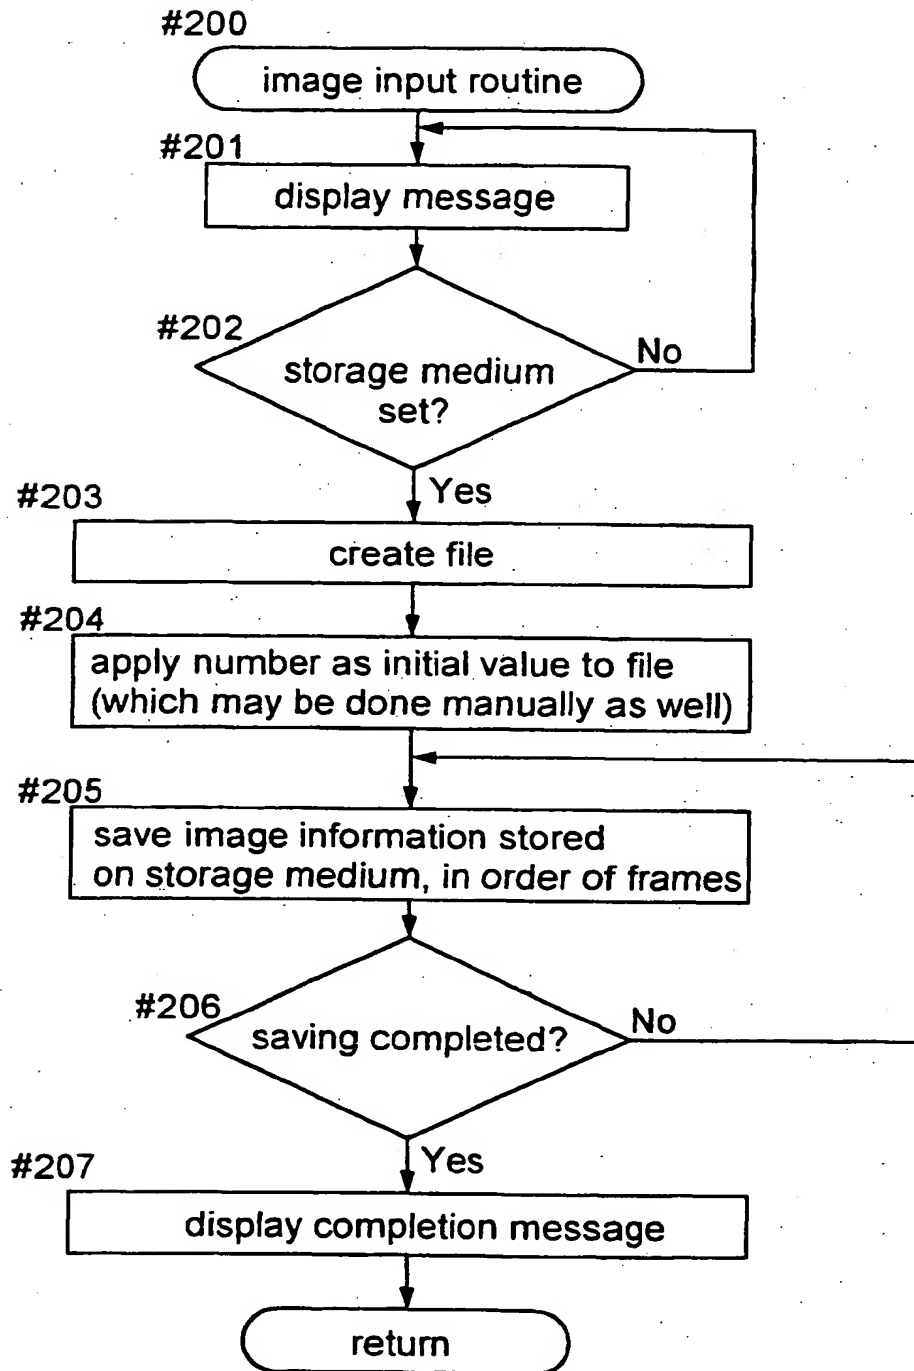 #200
image input routine
#201
display message
#202
storage medium
set?
No
Yes
#203
create file
#204
apply number as initial value to file
(which may be done manually as well)
#205
save image information stored
on storage medium, in order of frames
#206
saving completed?
No
Yes
#207
display completion message
return